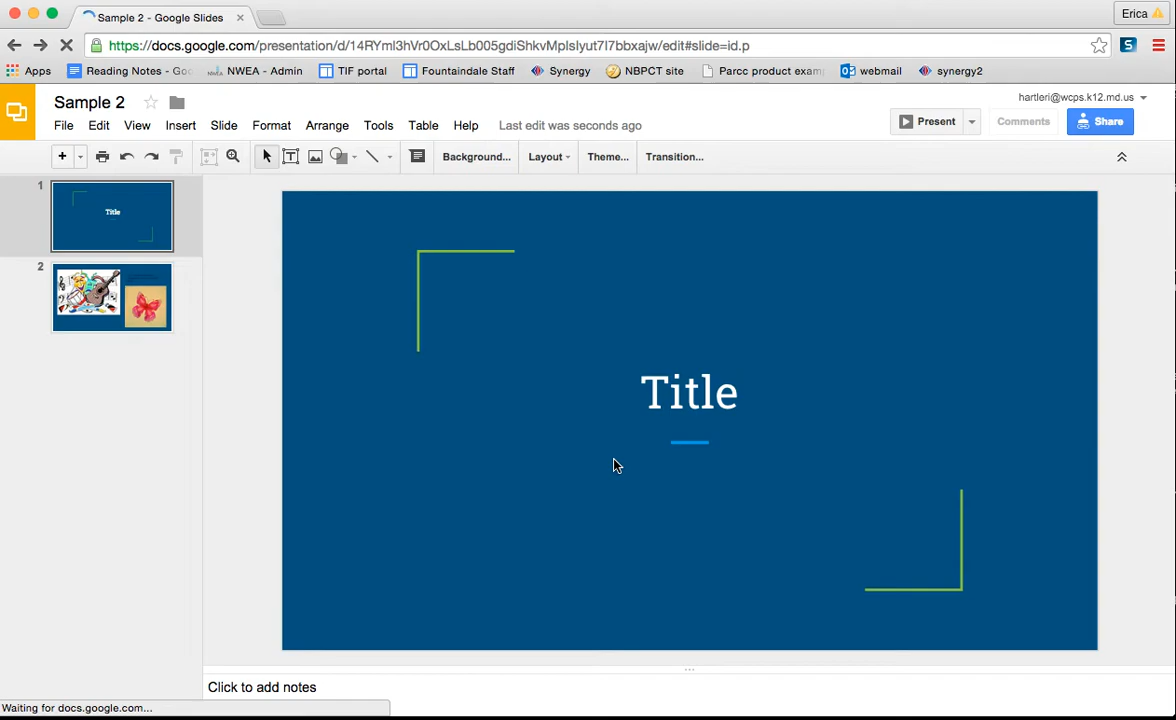 Sample 2 - Google Slides
Erica
https://docs.google.com/presentation/d/14RYml3hVr0OxLsLb005gdiShkvMplsIyut7l7bbxajw/edit#slide=id.p
Apps Reading Notes - Goo NWEA - Admin TIF portal Fountaindale Staff Synergy NBPCT site Parcc product exam webmail synergy2
Sample 2
hartleri@wcps.k12.md.us
File Edit View Insert Slide Format Arrange Tools Table Help Last edit was seconds ago
Present Comments Share
Background... Layout Theme... Transition...
1
Title
2
Title
Click to add notes
Waiting for docs.google.com...